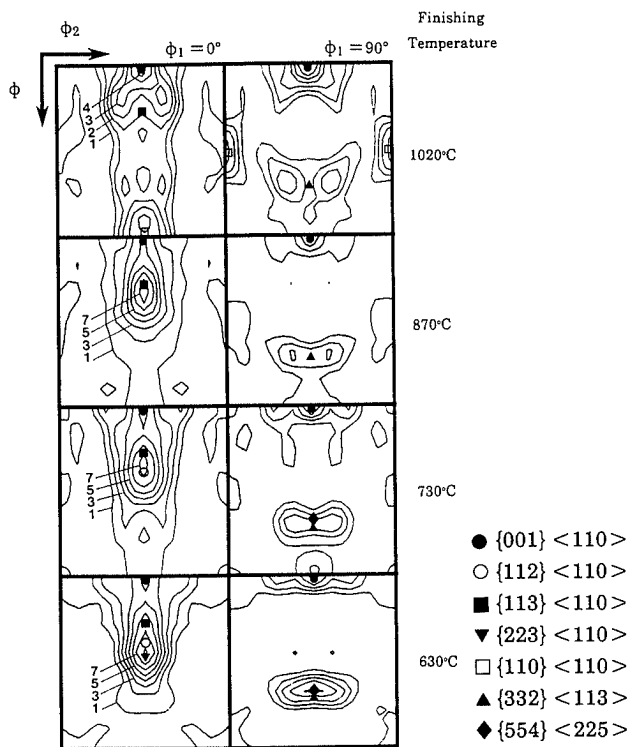 Finishing
Temperature
ϕ2
ϕ1 = 0°
ϕ1 = 90°
ϕ
4
3
2
1
1020°C
7
5
3
1
870°C
7
5
3
1
730°C
7
5
3
1
630°C
● {001} <110>
○ {112} <110>
■ {113} <110>
▼ {223} <110>
□ {110} <110>
▲ {332} <113>
◆ {554} <225>